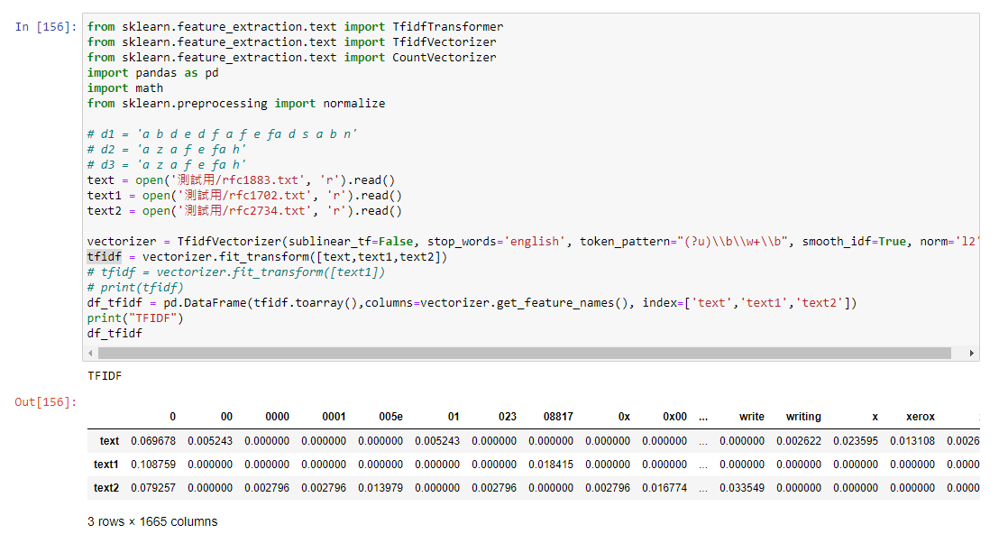 In [156]:
from sklearn.feature_extraction.text import TfidfTransformer
from sklearn.feature_extraction.text import TfidfVectorizer
from sklearn.feature_extraction.text import CountVectorizer
import pandas as pd
import math
from sklearn.preprocessing import normalize
# d1 = 'a b d e d f a f e fa d s a b n'
# d2 = 'a z a f e fa h'
# d3 = 'a z a f e fa h'
text = open('測試用/rfc1883.txt', 'r').read()
text1 = open('測試用/rfc1702.txt', 'r').read()
text2 = open('測試用/rfc2734.txt', 'r').read()
vectorizer = TfidfVectorizer(sublinear_tf=False, stop_words='english', token_pattern="(?u)\\b\\w+\\b", smooth_idf=True, norm='l2'
tfidf = vectorizer.fit_transform([text,text1,text2])
# tfidf = vectorizer.fit_transform([text1])
# print(tfidf)
df_tfidf = pd.DataFrame(tfidf.toarray(),columns=vectorizer.get_feature_names(), index=['text','text1','text2'])
print("TFIDF")
df_tfidf
TFIDF
Out[156]:
0 00 0000 0001 005e 01 023 08817 0x 0x00 ... write writing x xerox
text 0.069678 0.005243 0.000000 0.000000 0.000000 0.005243 0.000000 0.000000 0.000000 0.000000 ... 0.000000 0.002622 0.023595 0.013108 0.0026
text1 0.108759 0.000000 0.000000 0.000000 0.000000 0.000000 0.000000 0.018415 0.000000 0.000000 ... 0.000000 0.000000 0.000000 0.000000 0.0000
text2 0.079257 0.000000 0.002796 0.002796 0.013979 0.000000 0.002796 0.000000 0.002796 0.016774 ... 0.033549 0.000000 0.000000 0.000000 0.0000
3 rows × 1665 columns